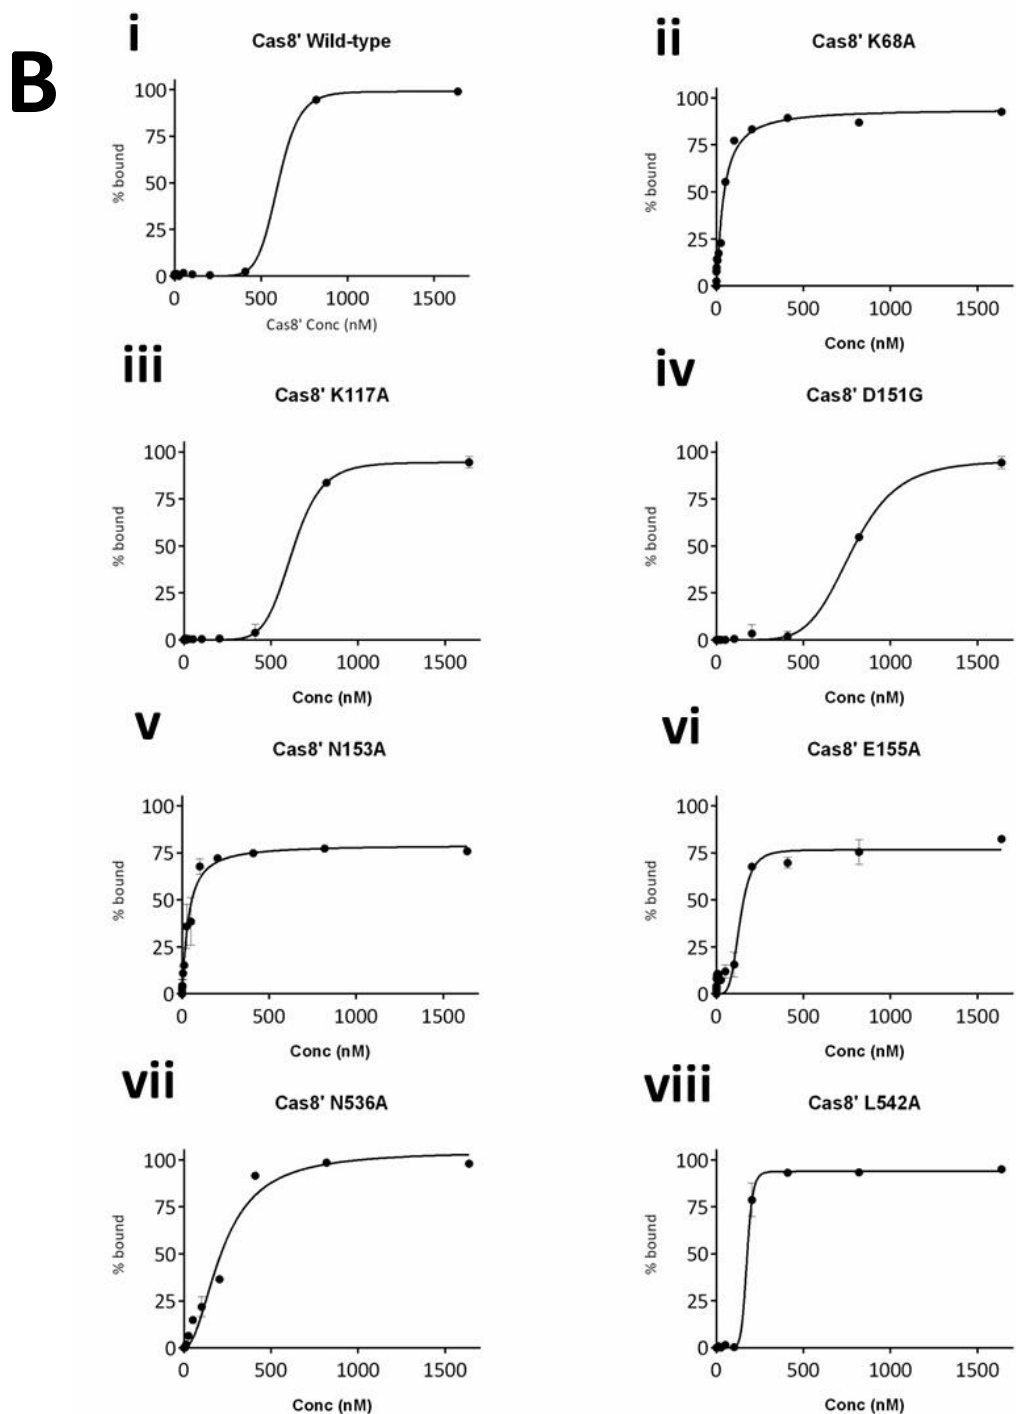 B
i
Cas8' Wild-type
% bound
100
75
50
25
0
0 500 1000 1500
Cas8' Conc (nM)
ii
Cas8' K68A
% bound
100
75
50
25
0
0 500 1000 1500
Conc (nM)
iii
Cas8' K117A
% bound
100
75
50
25
0
0 500 1000 1500
Conc (nM)
iv
Cas8' D151G
% bound
100
75
50
25
0
0 500 1000 1500
Conc (nM)
v
Cas8' N153A
% bound
100
75
50
25
0
0 500 1000 1500
Conc (nM)
vi
Cas8' E155A
% bound
100
75
50
25
0
0 500 1000 1500
Conc (nM)
vii
Cas8' N536A
% bound
100
75
50
25
0
0 500 1000 1500
Conc (nM)
viii
Cas8' L542A
% bound
100
75
50
25
0
0 500 1000 1500
Conc (nM)